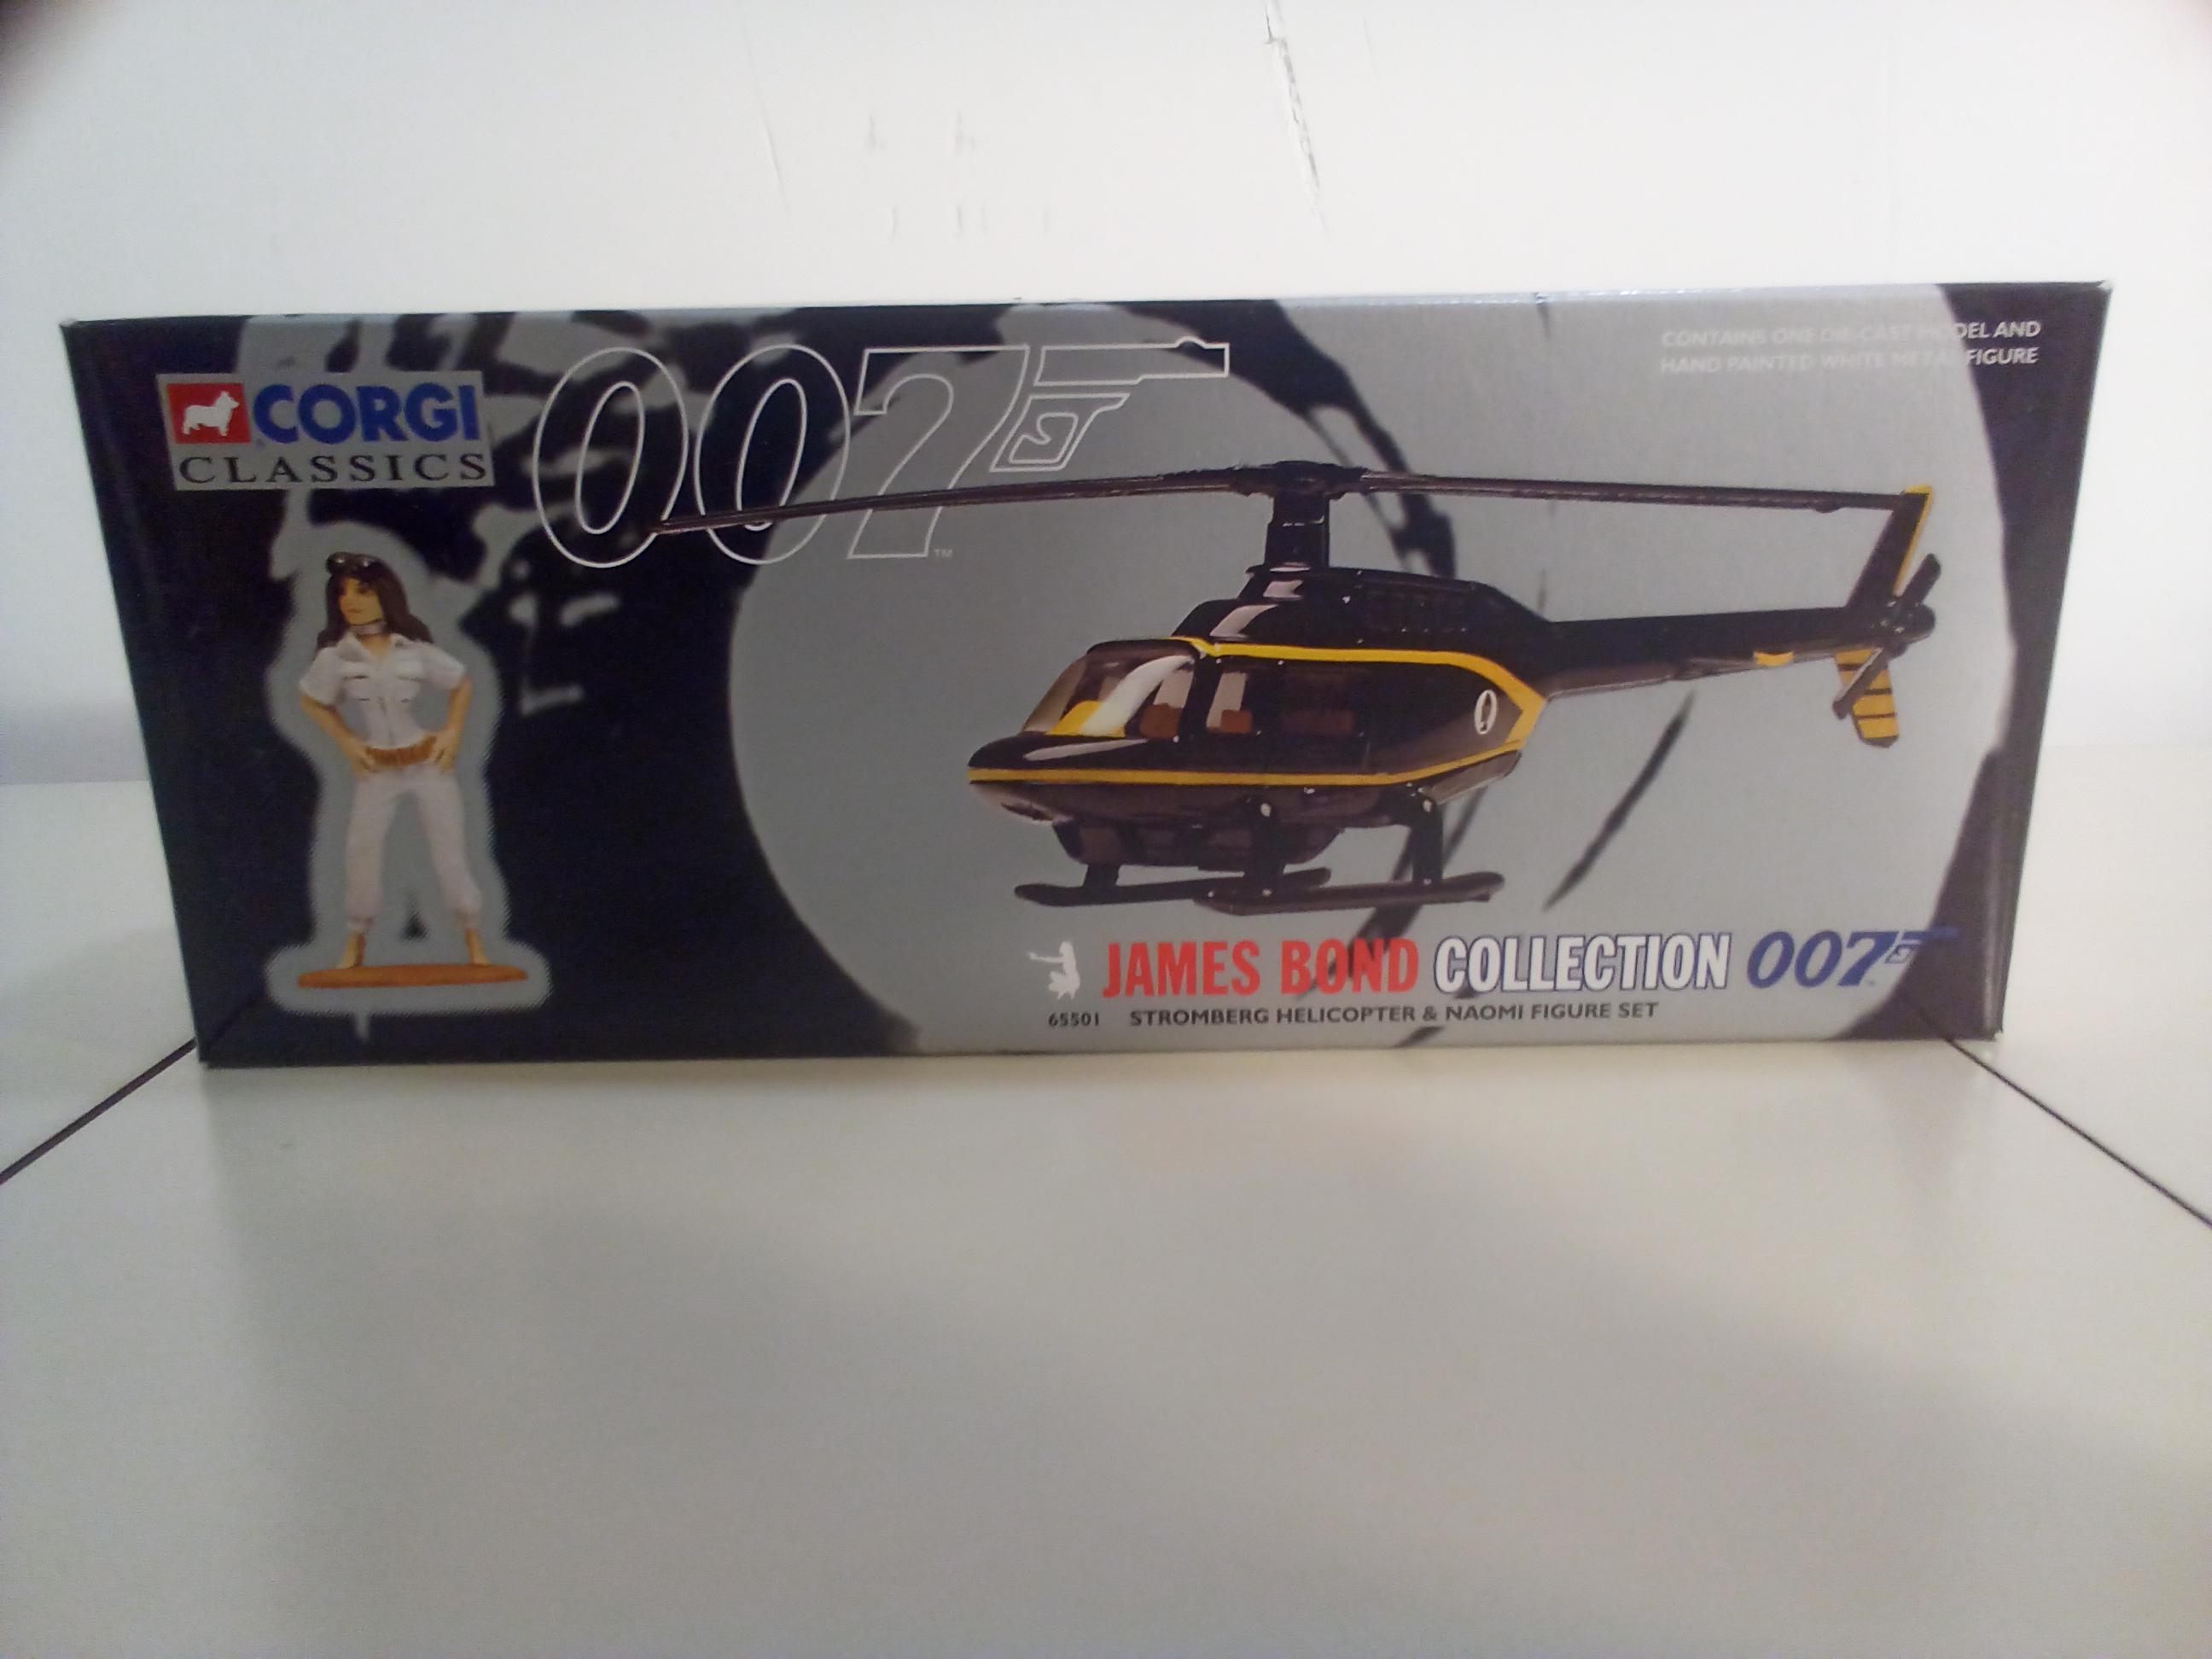 CONTAINS ONE DIE-CAST MODEL AND
HAND PAINTED WHITE METAL FIGURE
CORGI
CLASSICS
007
TM
JAMES BOND COLLECTION 007
65501 STROMBERG HELICOPTER & NAOMI FIGURE SET